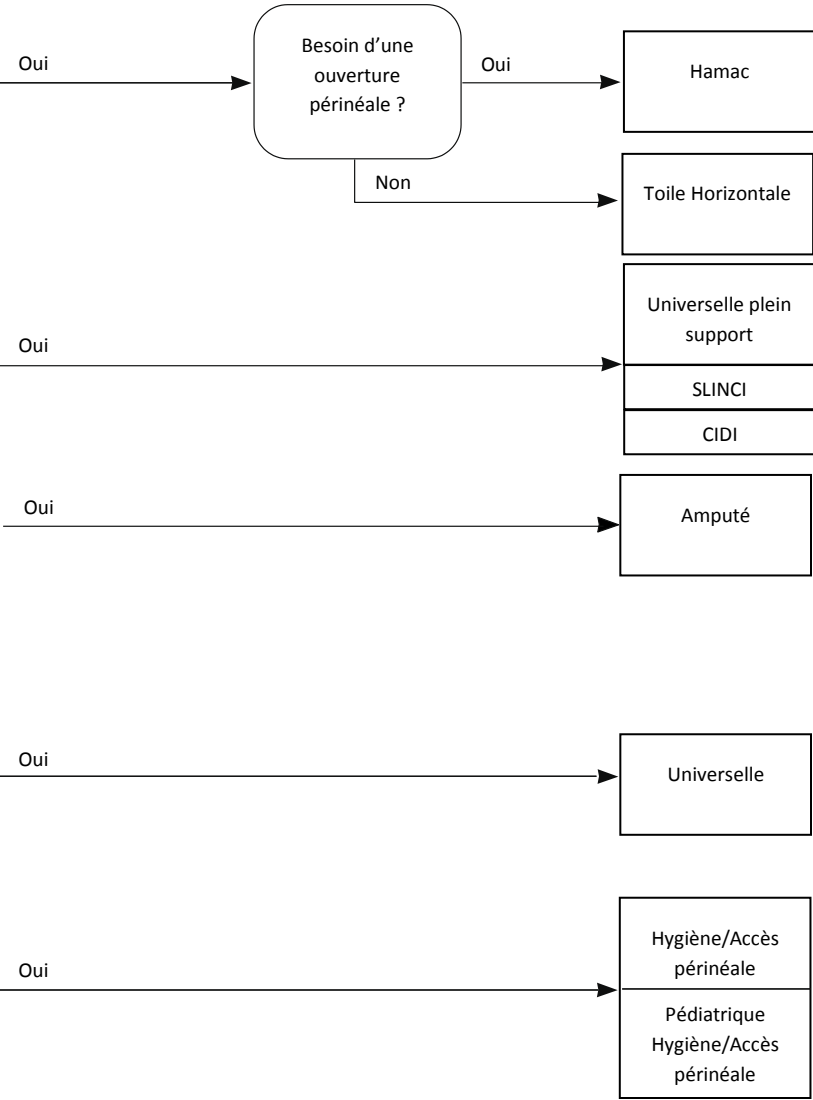 Oui
Besoin d'une
ouverture
périnéale ?
Oui
Hamac
Non
Toile Horizontale
Oui
Universelle plein
support
SLINCI
CIDI
Oui
Amputé
Oui
Universelle
Oui
Hygiène/Accès
périnéale
Pédiatrique
Hygiène/Accès
périnéale